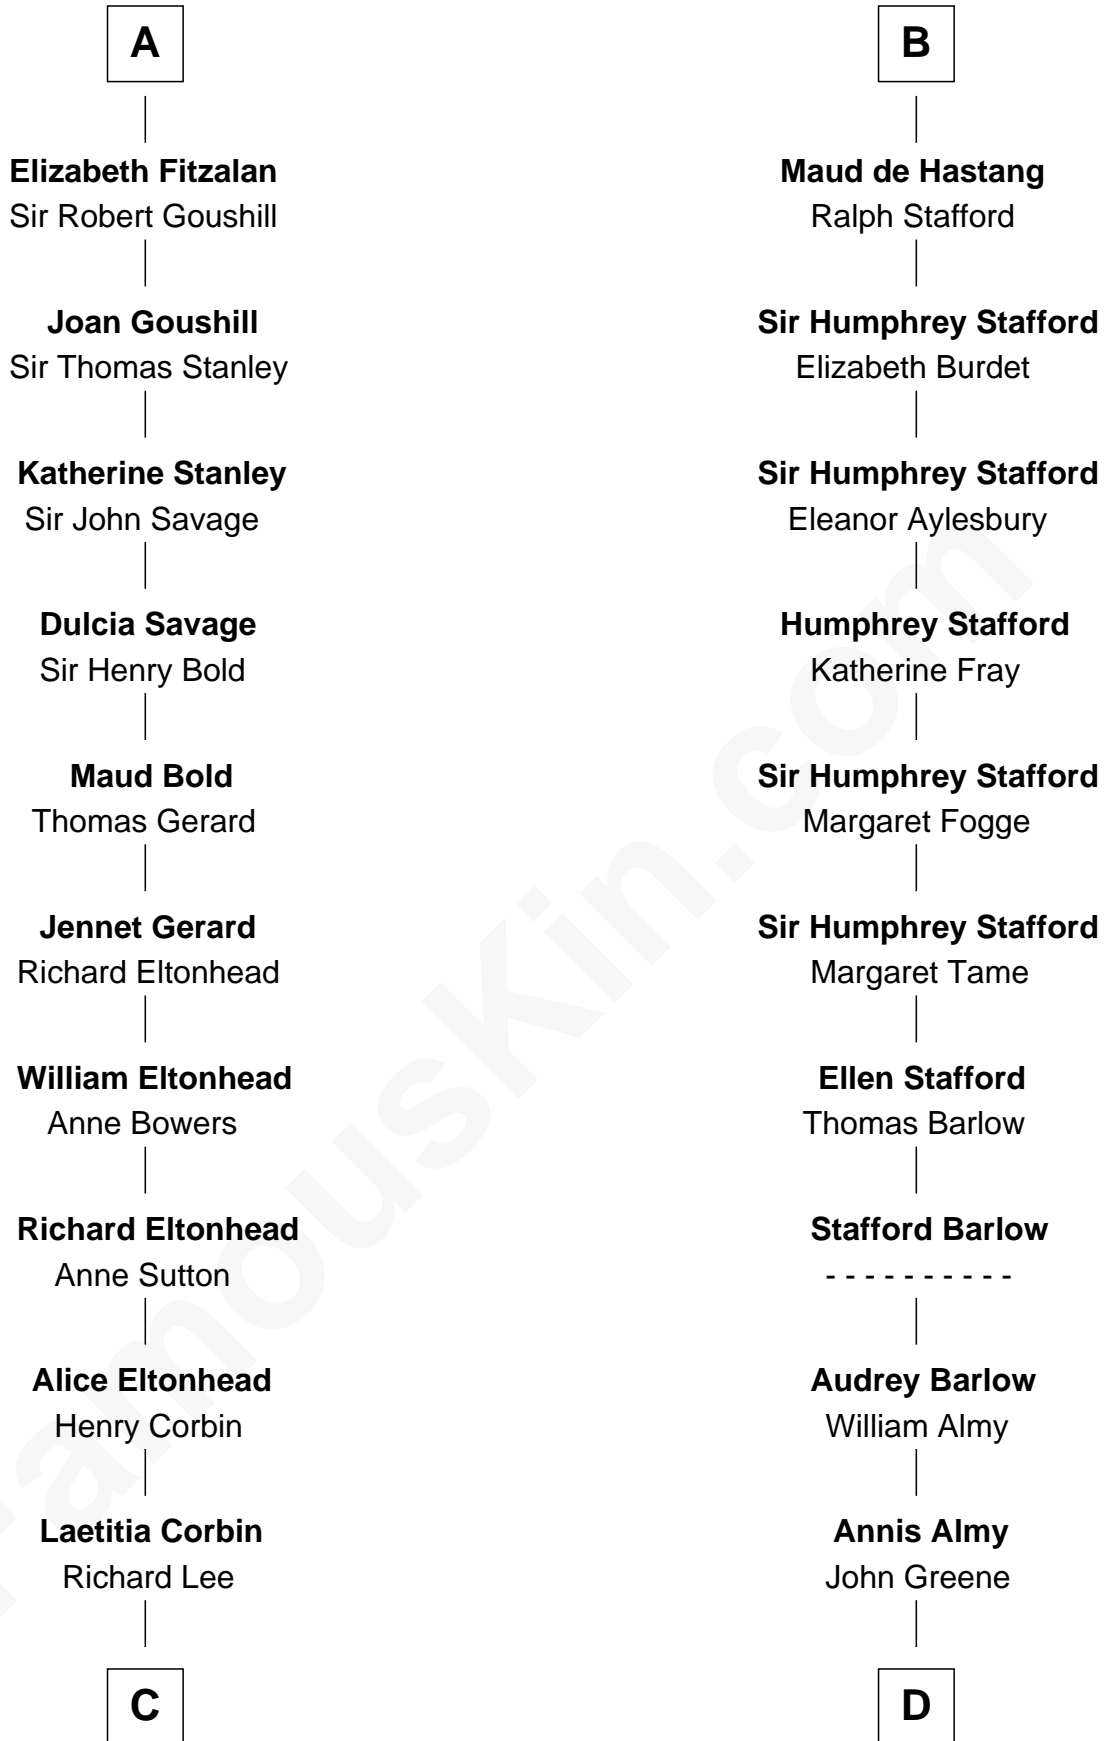 A
Elizabeth Fitzalan
Sir Robert Goushill
Joan Goushill
Sir Thomas Stanley
Katherine Stanley
Sir John Savage
Dulcia Savage
Sir Henry Bold
Maud Bold
Thomas Gerard
Jennet Gerard
Richard Eltonhead
William Eltonhead
Anne Bowers
Richard Eltonhead
Anne Sutton
Alice Eltonhead
Henry Corbin
Laetitia Corbin
Richard Lee
C
B
Maud de Hastang
Ralph Stafford
Sir Humphrey Stafford
Elizabeth Burdet
Sir Humphrey Stafford
Eleanor Aylesbury
Humphrey Stafford
Katherine Fray
Sir Humphrey Stafford
Margaret Fogge
Sir Humphrey Stafford
Margaret Tame
Ellen Stafford
Thomas Barlow
Stafford Barlow
- - - - - - - - - -
Audrey Barlow
William Almy
Annis Almy
John Greene
D
FamousKin.com